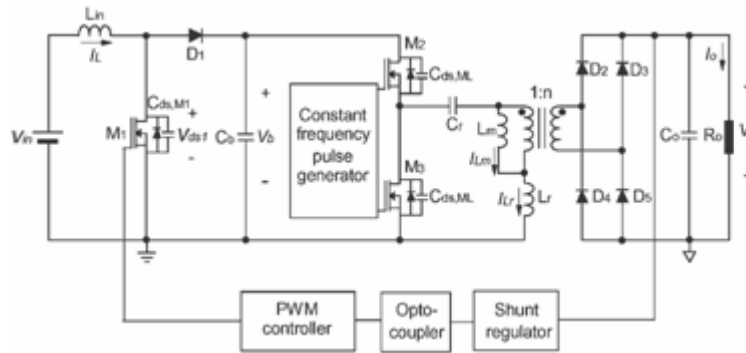 Lin
IL
D1
Vin
M1
Cds,M1
+
Vds1
-
Cb
+
Vb
-
Constant
frequency
pulse
generator
M2
Cds,ML
M3
Cds,ML
Cr
Lm
ILm
1:n
ILr
Lr
D2
D3
D4
D5
Co
Io
Ro
+
V
-
PWM
controller
Opto-
coupler
Shunt
regulator